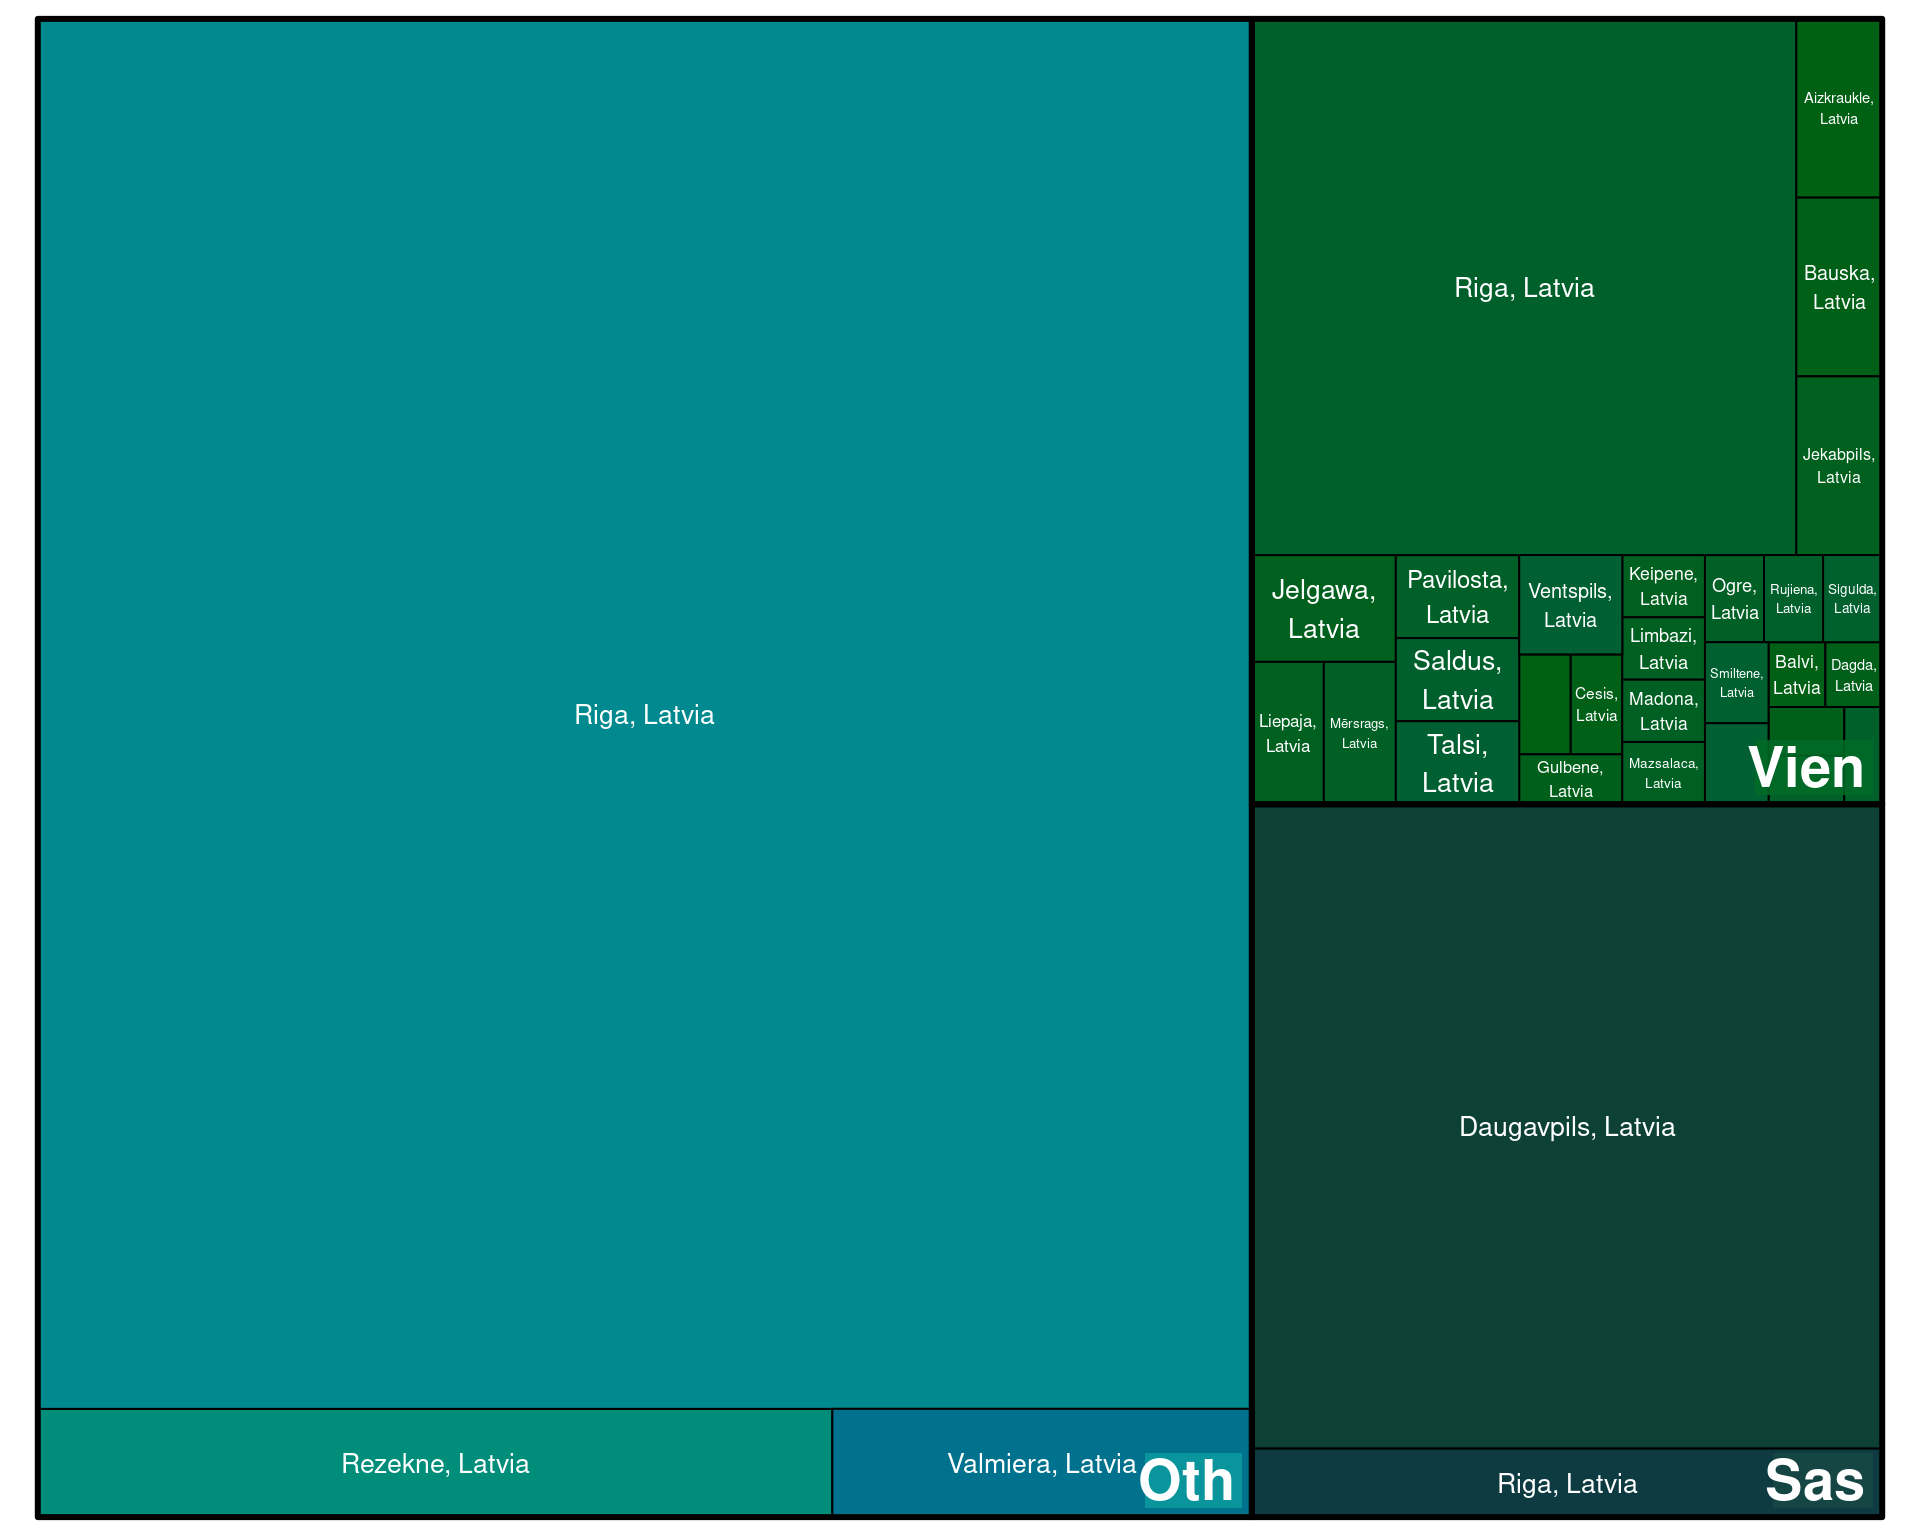 Riga, Latvia
Rezekne, Latvia
Valmiera, Latvia
Oth
Riga, Latvia
Aizkraukle,
Latvia
Bauska,
Latvia
Jekabpils,
Latvia
Jelgawa,
Latvia
Liepaja,
Latvia
Mērsrags,
Latvia
Pavilosta,
Latvia
Saldus,
Latvia
Talsi,
Latvia
Ventspils,
Latvia
Cesis,
Latvia
Gulbene,
Latvia
Keipene,
Latvia
Limbazi,
Latvia
Madona,
Latvia
Mazsalaca,
Latvia
Ogre,
Latvia
Rujiena,
Latvia
Sigulda,
Latvia
Smiltene,
Latvia
Balvi,
Latvia
Dagda,
Latvia
Vien
Daugavpils, Latvia
Riga, Latvia
Sas